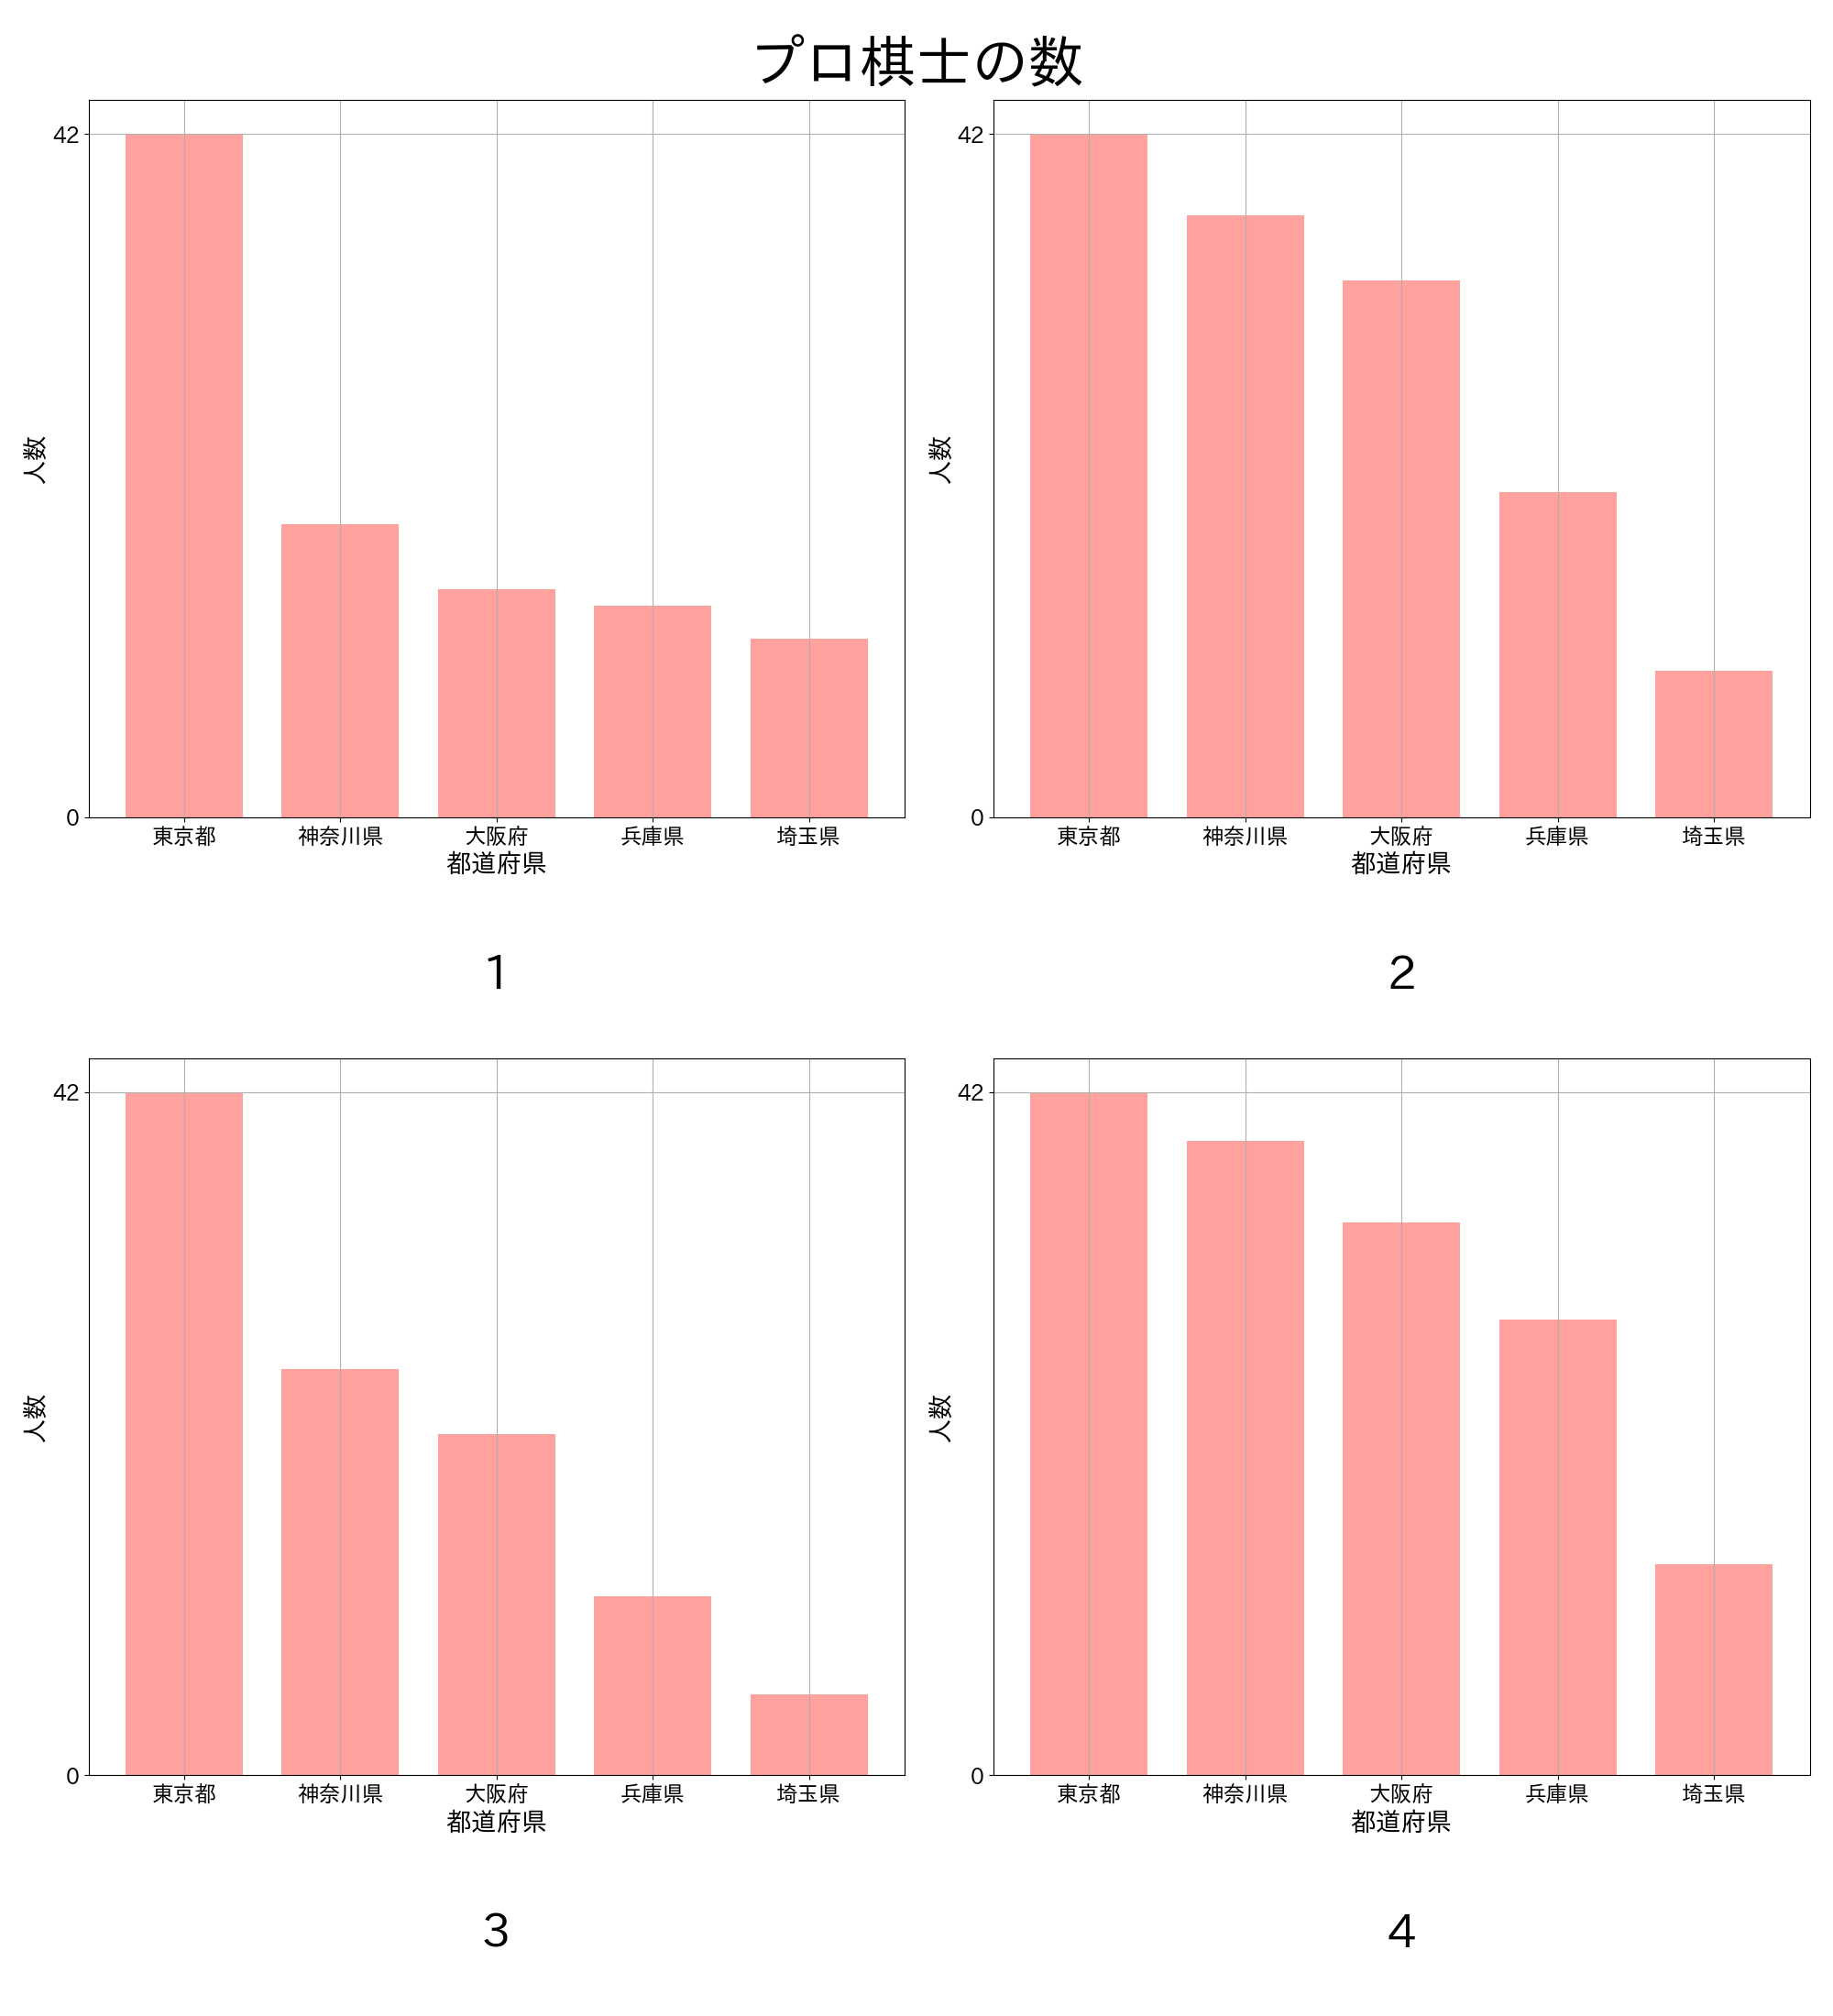 プロ棋士の数
42
0
人数
東京都 神奈川県 大阪府 兵庫県 埼玉県
都道府県
1
42
0
人数
東京都 神奈川県 大阪府 兵庫県 埼玉県
都道府県
2
42
0
人数
東京都 神奈川県 大阪府 兵庫県 埼玉県
都道府県
3
42
0
人数
東京都 神奈川県 大阪府 兵庫県 埼玉県
都道府県
4